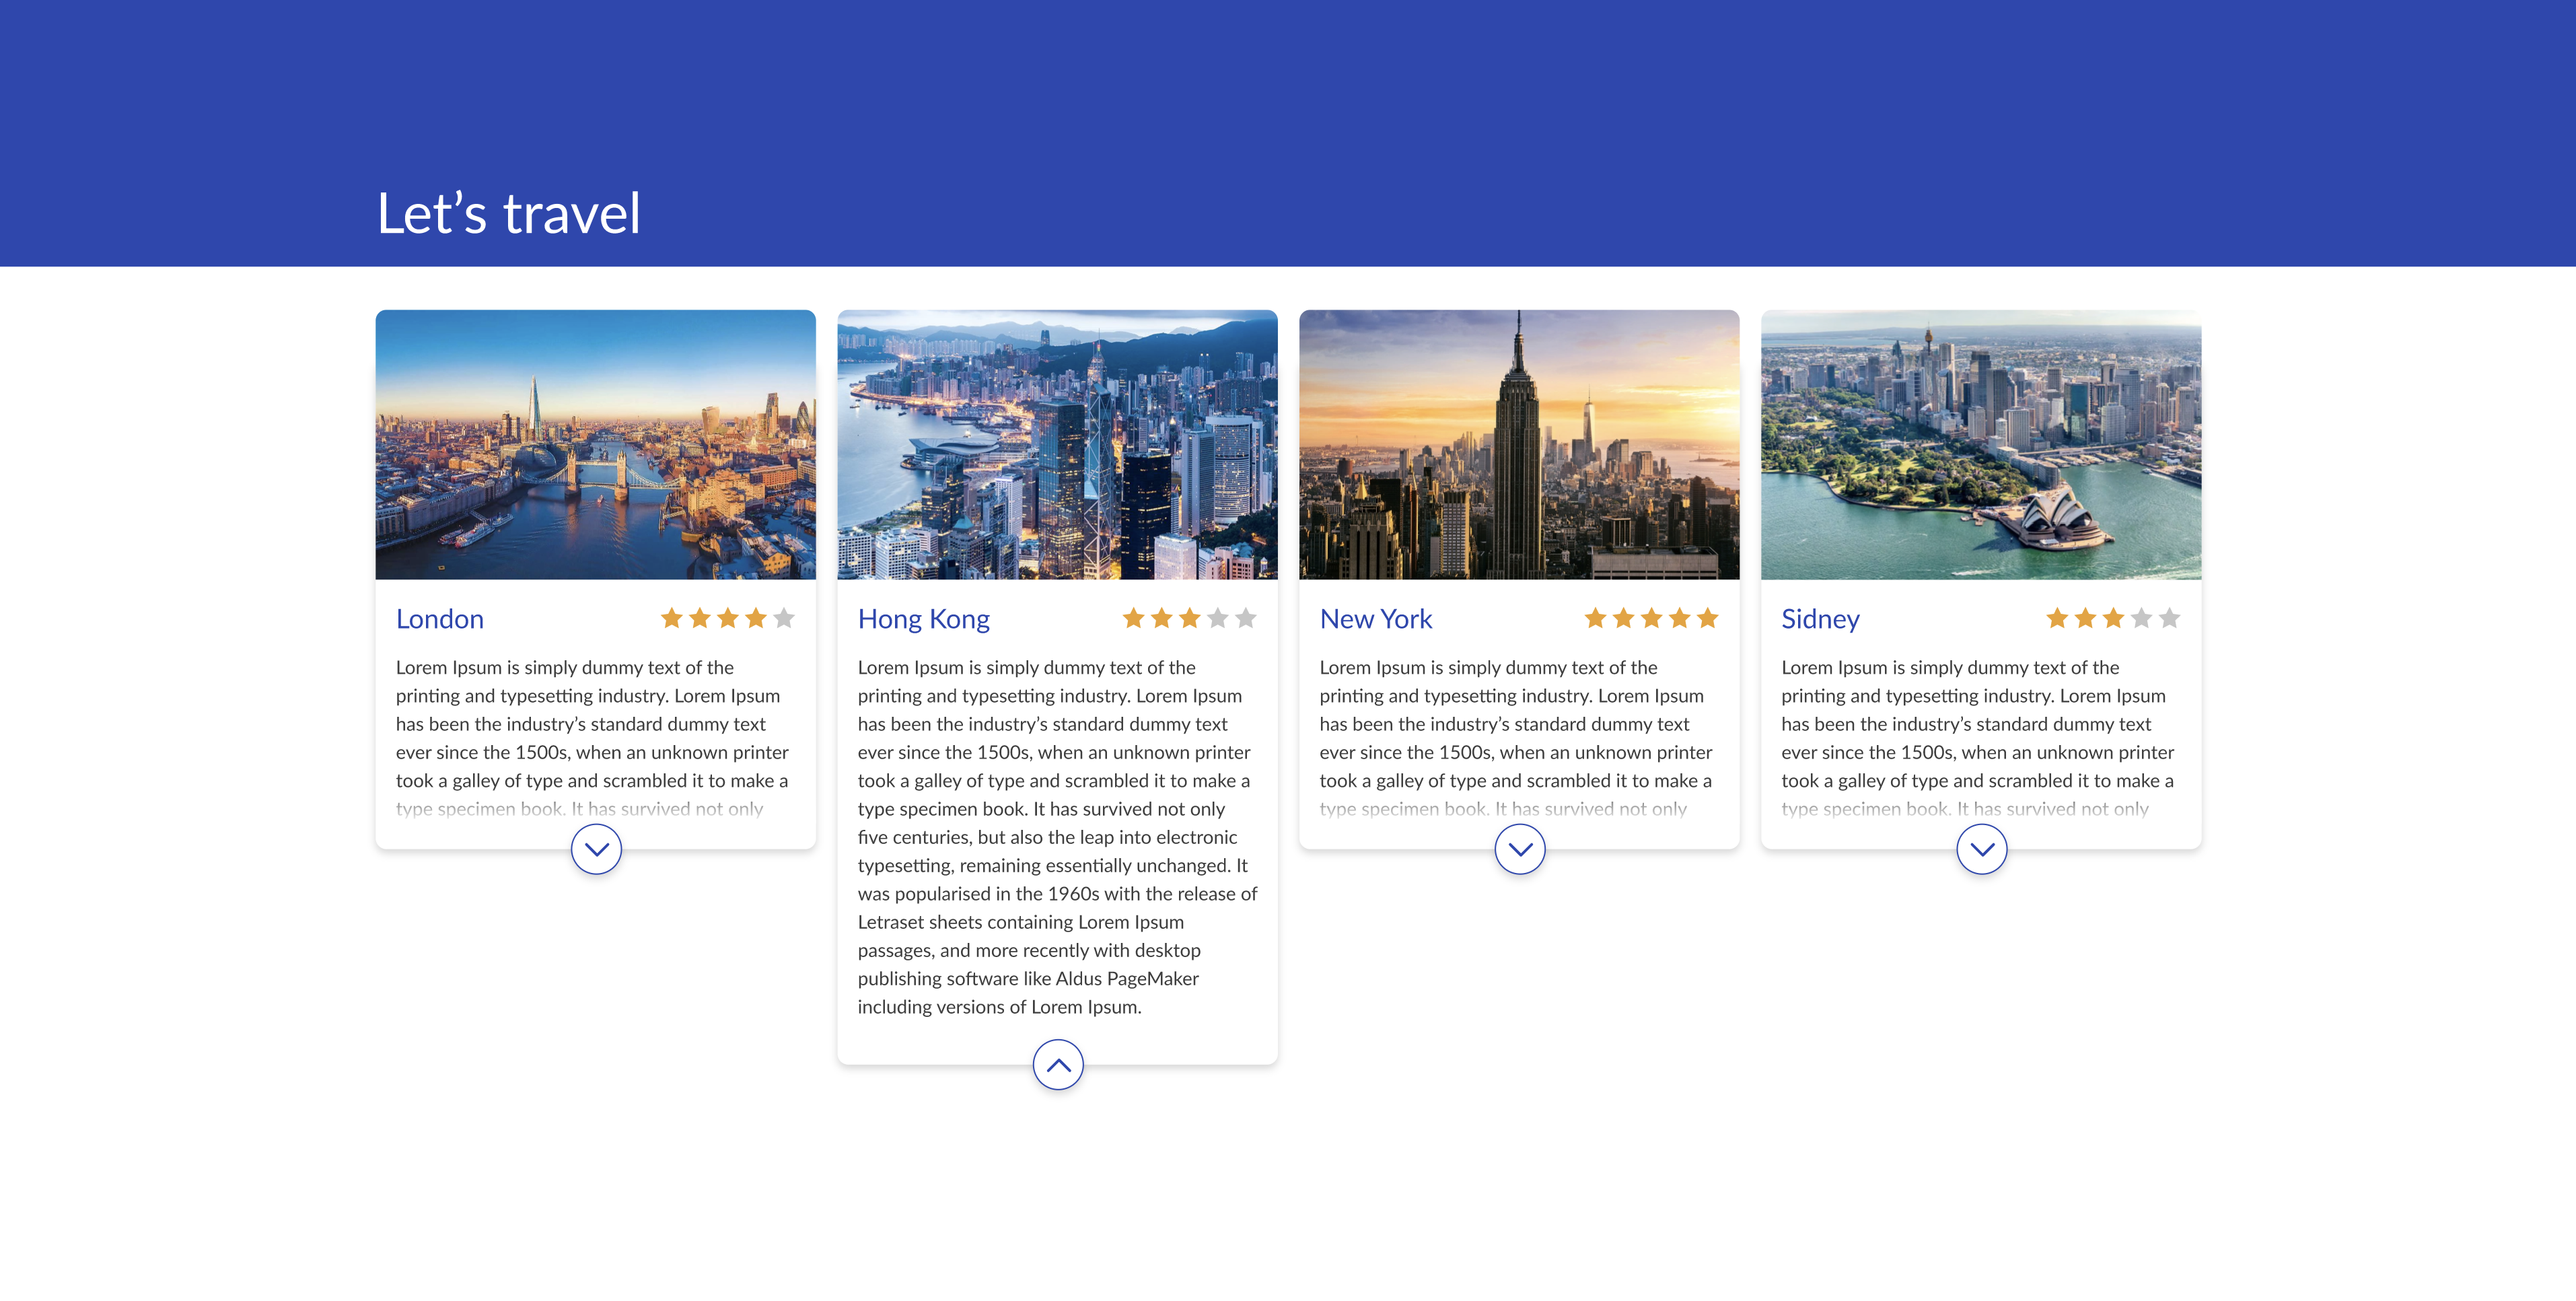 Let’s travel
London
Lorem Ipsum is simply dummy text of the
printing and typesetting industry. Lorem Ipsum
has been the industry’s standard dummy text
ever since the 1500s, when an unknown printer
took a galley of type and scrambled it to make a
type specimen book. It has survived not only
Hong Kong
Lorem Ipsum is simply dummy text of the
printing and typesetting industry. Lorem Ipsum
has been the industry’s standard dummy text
ever since the 1500s, when an unknown printer
took a galley of type and scrambled it to make a
type specimen book. It has survived not only
five centuries, but also the leap into electronic
typesetting, remaining essentially unchanged. It
was popularised in the 1960s with the release of
Letraset sheets containing Lorem Ipsum
passages, and more recently with desktop
publishing software like Aldus PageMaker
including versions of Lorem Ipsum.
New York
Lorem Ipsum is simply dummy text of the
printing and typesetting industry. Lorem Ipsum
has been the industry’s standard dummy text
ever since the 1500s, when an unknown printer
took a galley of type and scrambled it to make a
type specimen book. It has survived not only
Sidney
Lorem Ipsum is simply dummy text of the
printing and typesetting industry. Lorem Ipsum
has been the industry’s standard dummy text
ever since the 1500s, when an unknown printer
took a galley of type and scrambled it to make a
type specimen book. It has survived not only